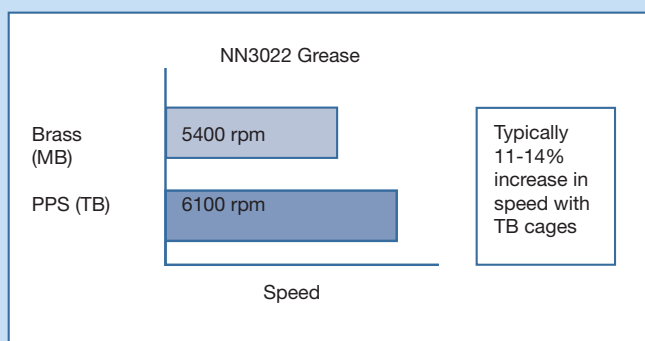 NN3022 Grease
Brass
(MB)
5400 rpm
PPS (TB)
6100 rpm
Speed
Typically
11-14%
increase in
speed with
TB cages